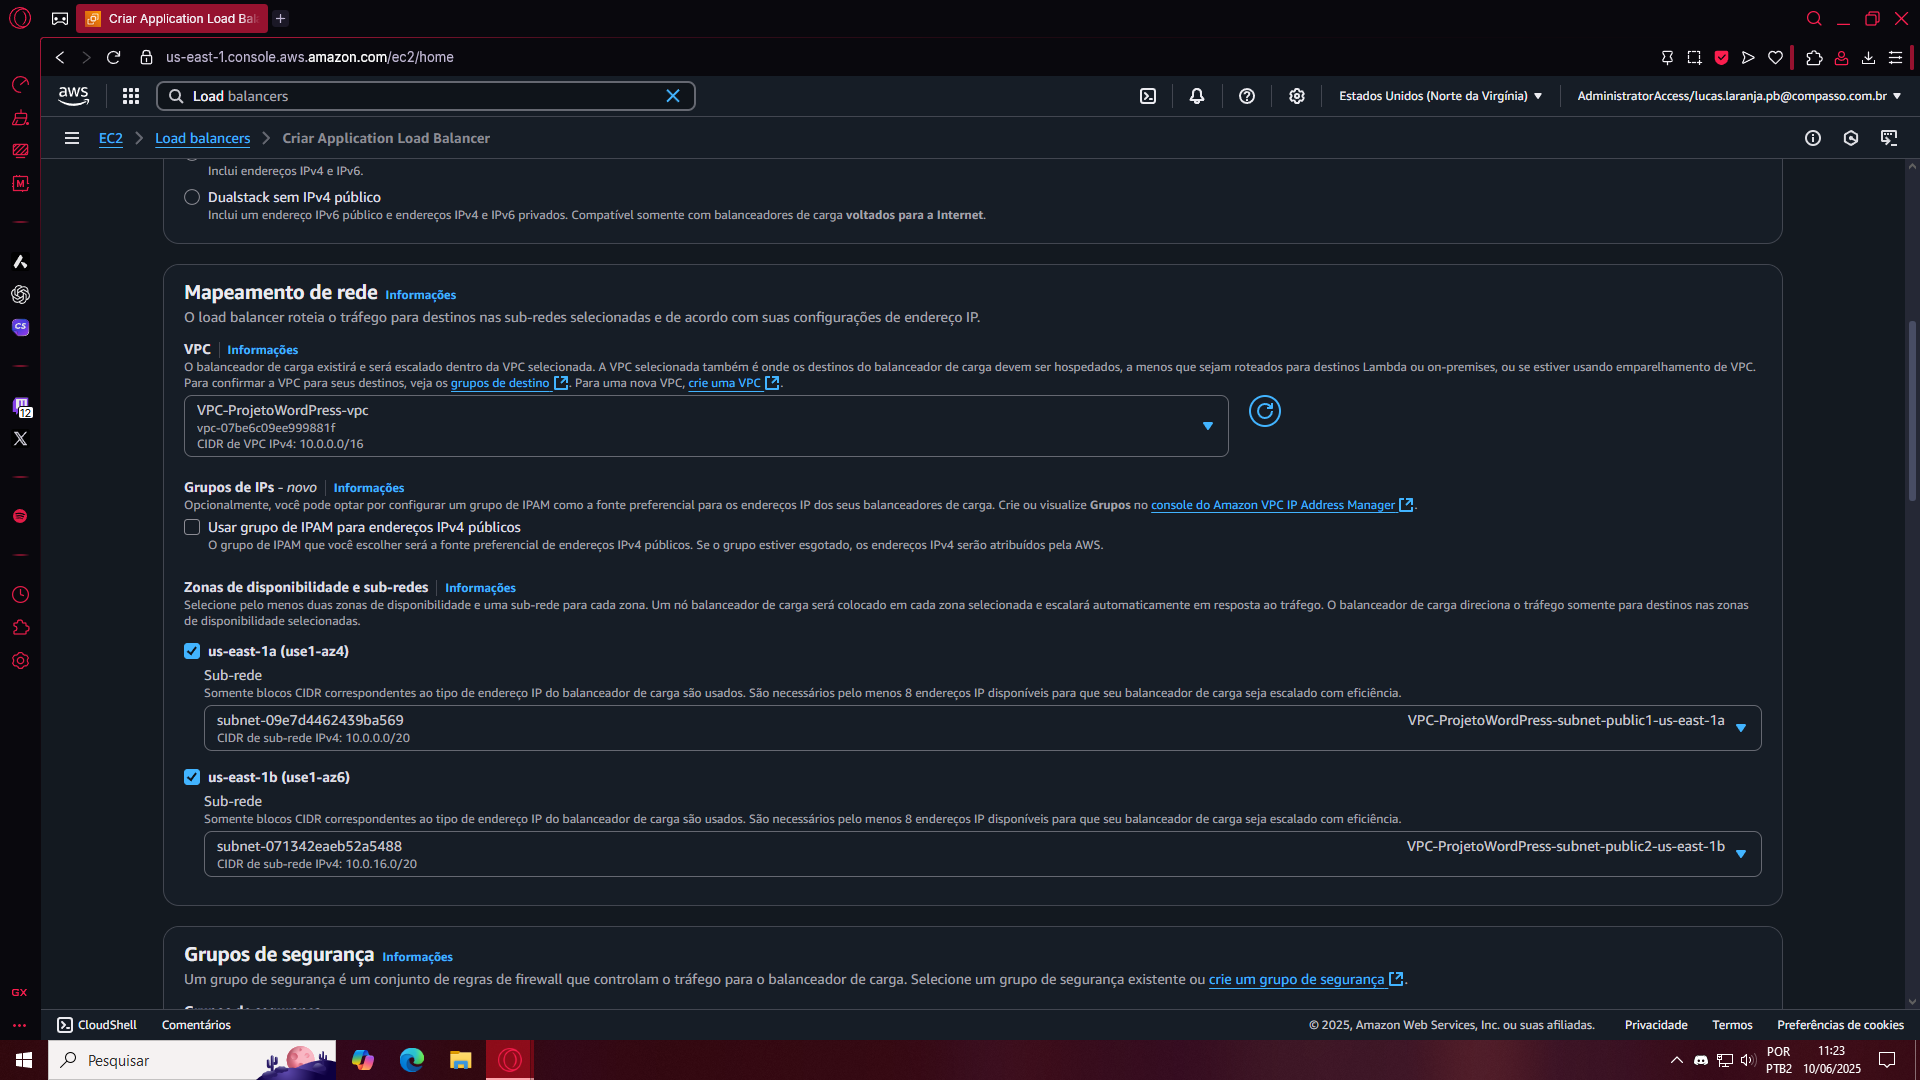 Criar Application Load Bal
us-east-1.console.aws.amazon.com/ec2/home
aws
Load balancers
Estados Unidos (Norte da Virgínia)
AdministratorAccess/lucas.laranja.pb@compasso.com.br
EC2
Load balancers
Criar Application Load Balancer
Inclui endereços IPv4 e IPv6.
Dualstack sem IPv4 público
Inclui um endereço IPv6 público e endereços IPv4 e IPv6 privados. Compatível somente com balanceadores de carga voltados para a Internet.
Mapeamento de rede Informações
O load balancer roteia o tráfego para destinos nas sub-redes selecionadas e de acordo com suas configurações de endereço IP.
VPC Informações
O balanceador de carga existirá e será escalado dentro da VPC selecionada. A VPC selecionada também é onde os destinos do balanceador de carga devem ser hospedados, a menos que sejam roteados para destinos Lambda ou on-premises, ou se estiver usando emparelhamento de VPC.
Para confirmar a VPC para seus destinos, veja os grupos de destino. Para uma nova VPC, crie uma VPC.
VPC-ProjetoWordPress-vpc
vpc-07be6c09ee999881f
CIDR de VPC IPv4: 10.0.0.0/16
Grupos de IPs - novo Informações
Opcionalmente, você pode optar por configurar um grupo de IPAM como a fonte preferencial para os endereços IP dos seus balanceadores de carga. Crie ou visualize Grupos no console do Amazon VPC IP Address Manager.
Usar grupo de IPAM para endereços IPv4 públicos
O grupo de IPAM que você escolher será a fonte preferencial de endereços IPv4 públicos. Se o grupo estiver esgotado, os endereços IPv4 serão atribuídos pela AWS.
Zonas de disponibilidade e sub-redes Informações
Selecione pelo menos duas zonas de disponibilidade e uma sub-rede para cada zona. Um nó balanceador de carga será colocado em cada zona selecionada e escalará automaticamente em resposta ao tráfego. O balanceador de carga direciona o tráfego somente para destinos nas zonas
de disponibilidade selecionadas.
us-east-1a (use1-az4)
Sub-rede
Somente blocos CIDR correspondentes ao tipo de endereço IP do balanceador de carga são usados. São necessários pelo menos 8 endereços IP disponíveis para que seu balanceador de carga seja escalado com eficiência.
subnet-09e7d4462439ba569
VPC-ProjetoWordPress-subnet-public1-us-east-1a
CIDR de sub-rede IPv4: 10.0.0.0/20
us-east-1b (use1-az6)
Sub-rede
Somente blocos CIDR correspondentes ao tipo de endereço IP do balanceador de carga são usados. São necessários pelo menos 8 endereços IP disponíveis para que seu balanceador de carga seja escalado com eficiência.
subnet-071342eaeb52a5488
VPC-ProjetoWordPress-subnet-public2-us-east-1b
CIDR de sub-rede IPv4: 10.0.16.0/20
Grupos de segurança Informações
Um grupo de segurança é um conjunto de regras de firewall que controlam o tráfego para o balanceador de carga. Selecione um grupo de segurança existente ou crie um grupo de segurança.
CS
12
GX
CloudShell
Comentários
© 2025, Amazon Web Services, Inc. ou suas afiliadas.
Privacidade
Termos
Preferências de cookies
Pesquisar
POR
PTB2
11:23
10/06/2025